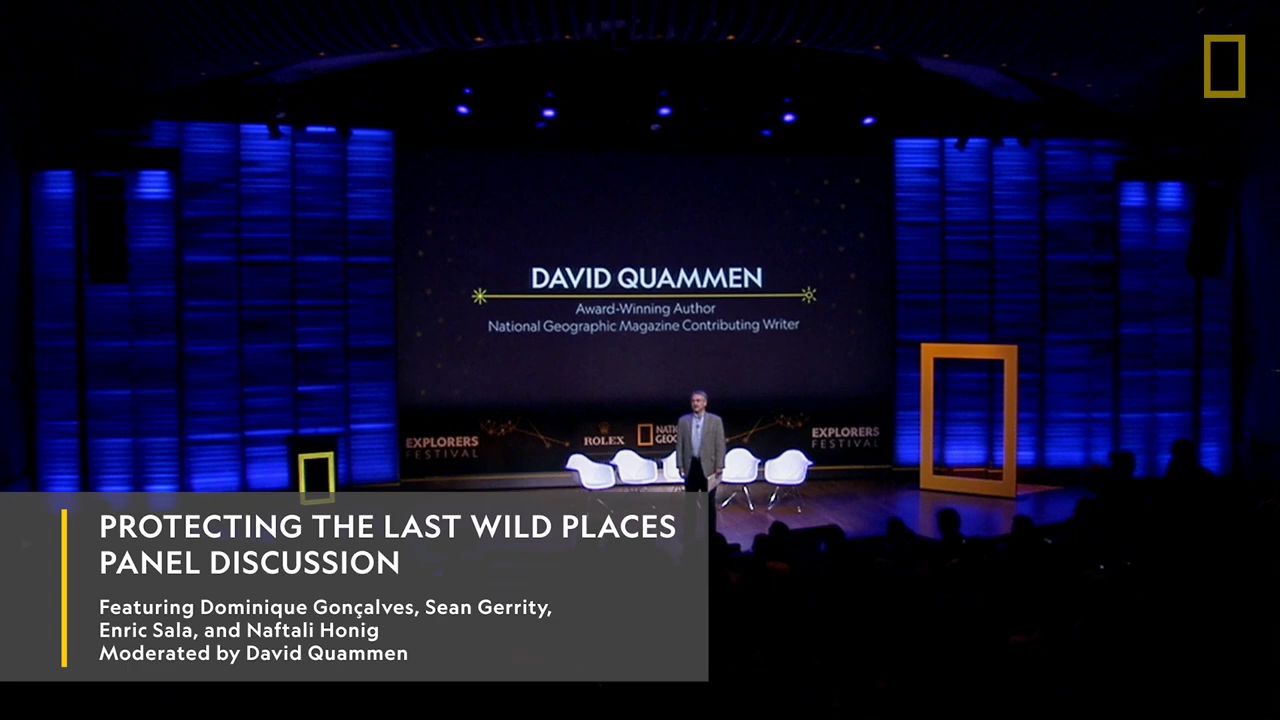 DAVID QUAMMEN
Award-Winning Author
National Geographic Magazine Contributing Writer
EXPLORERS
FESTIVAL
ROLEX
EXPLORERS
FESTIVAL
PROTECTING THE LAST WILD PLACES
PANEL DISCUSSION
Featuring Dominique Gonçalves, Sean Gerrity,
Enric Sala, and Naftali Honig
Moderated by David Quammen